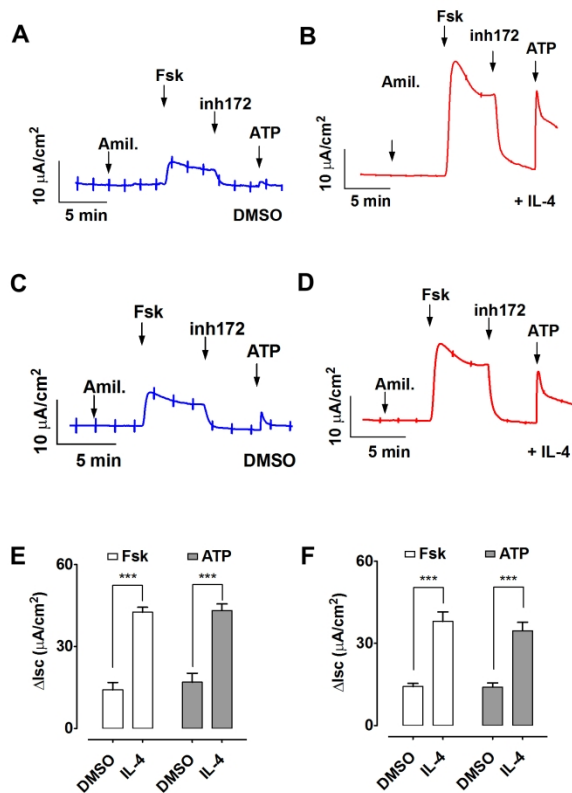 A
Fsk
inh172
Amil.
ATP
10 µA/cm2
5 min
DMSO
B
Fsk
inh172
Amil.
ATP
10 µA/cm2
5 min
+ IL-4
C
Fsk
inh172
Amil.
ATP
10 µA/cm2
5 min
DMSO
D
Fsk
inh172
Amil.
ATP
10 µA/cm2
5 min
+ IL-4
E
Fsk ATP
60
*** ***
30
0
ΔIsc (µA/cm²)
DMSO IL-4 DMSO IL-4
F
Fsk ATP
60
*** ***
30
0
ΔIsc (µA/cm²)
DMSO IL-4 DMSO IL-4